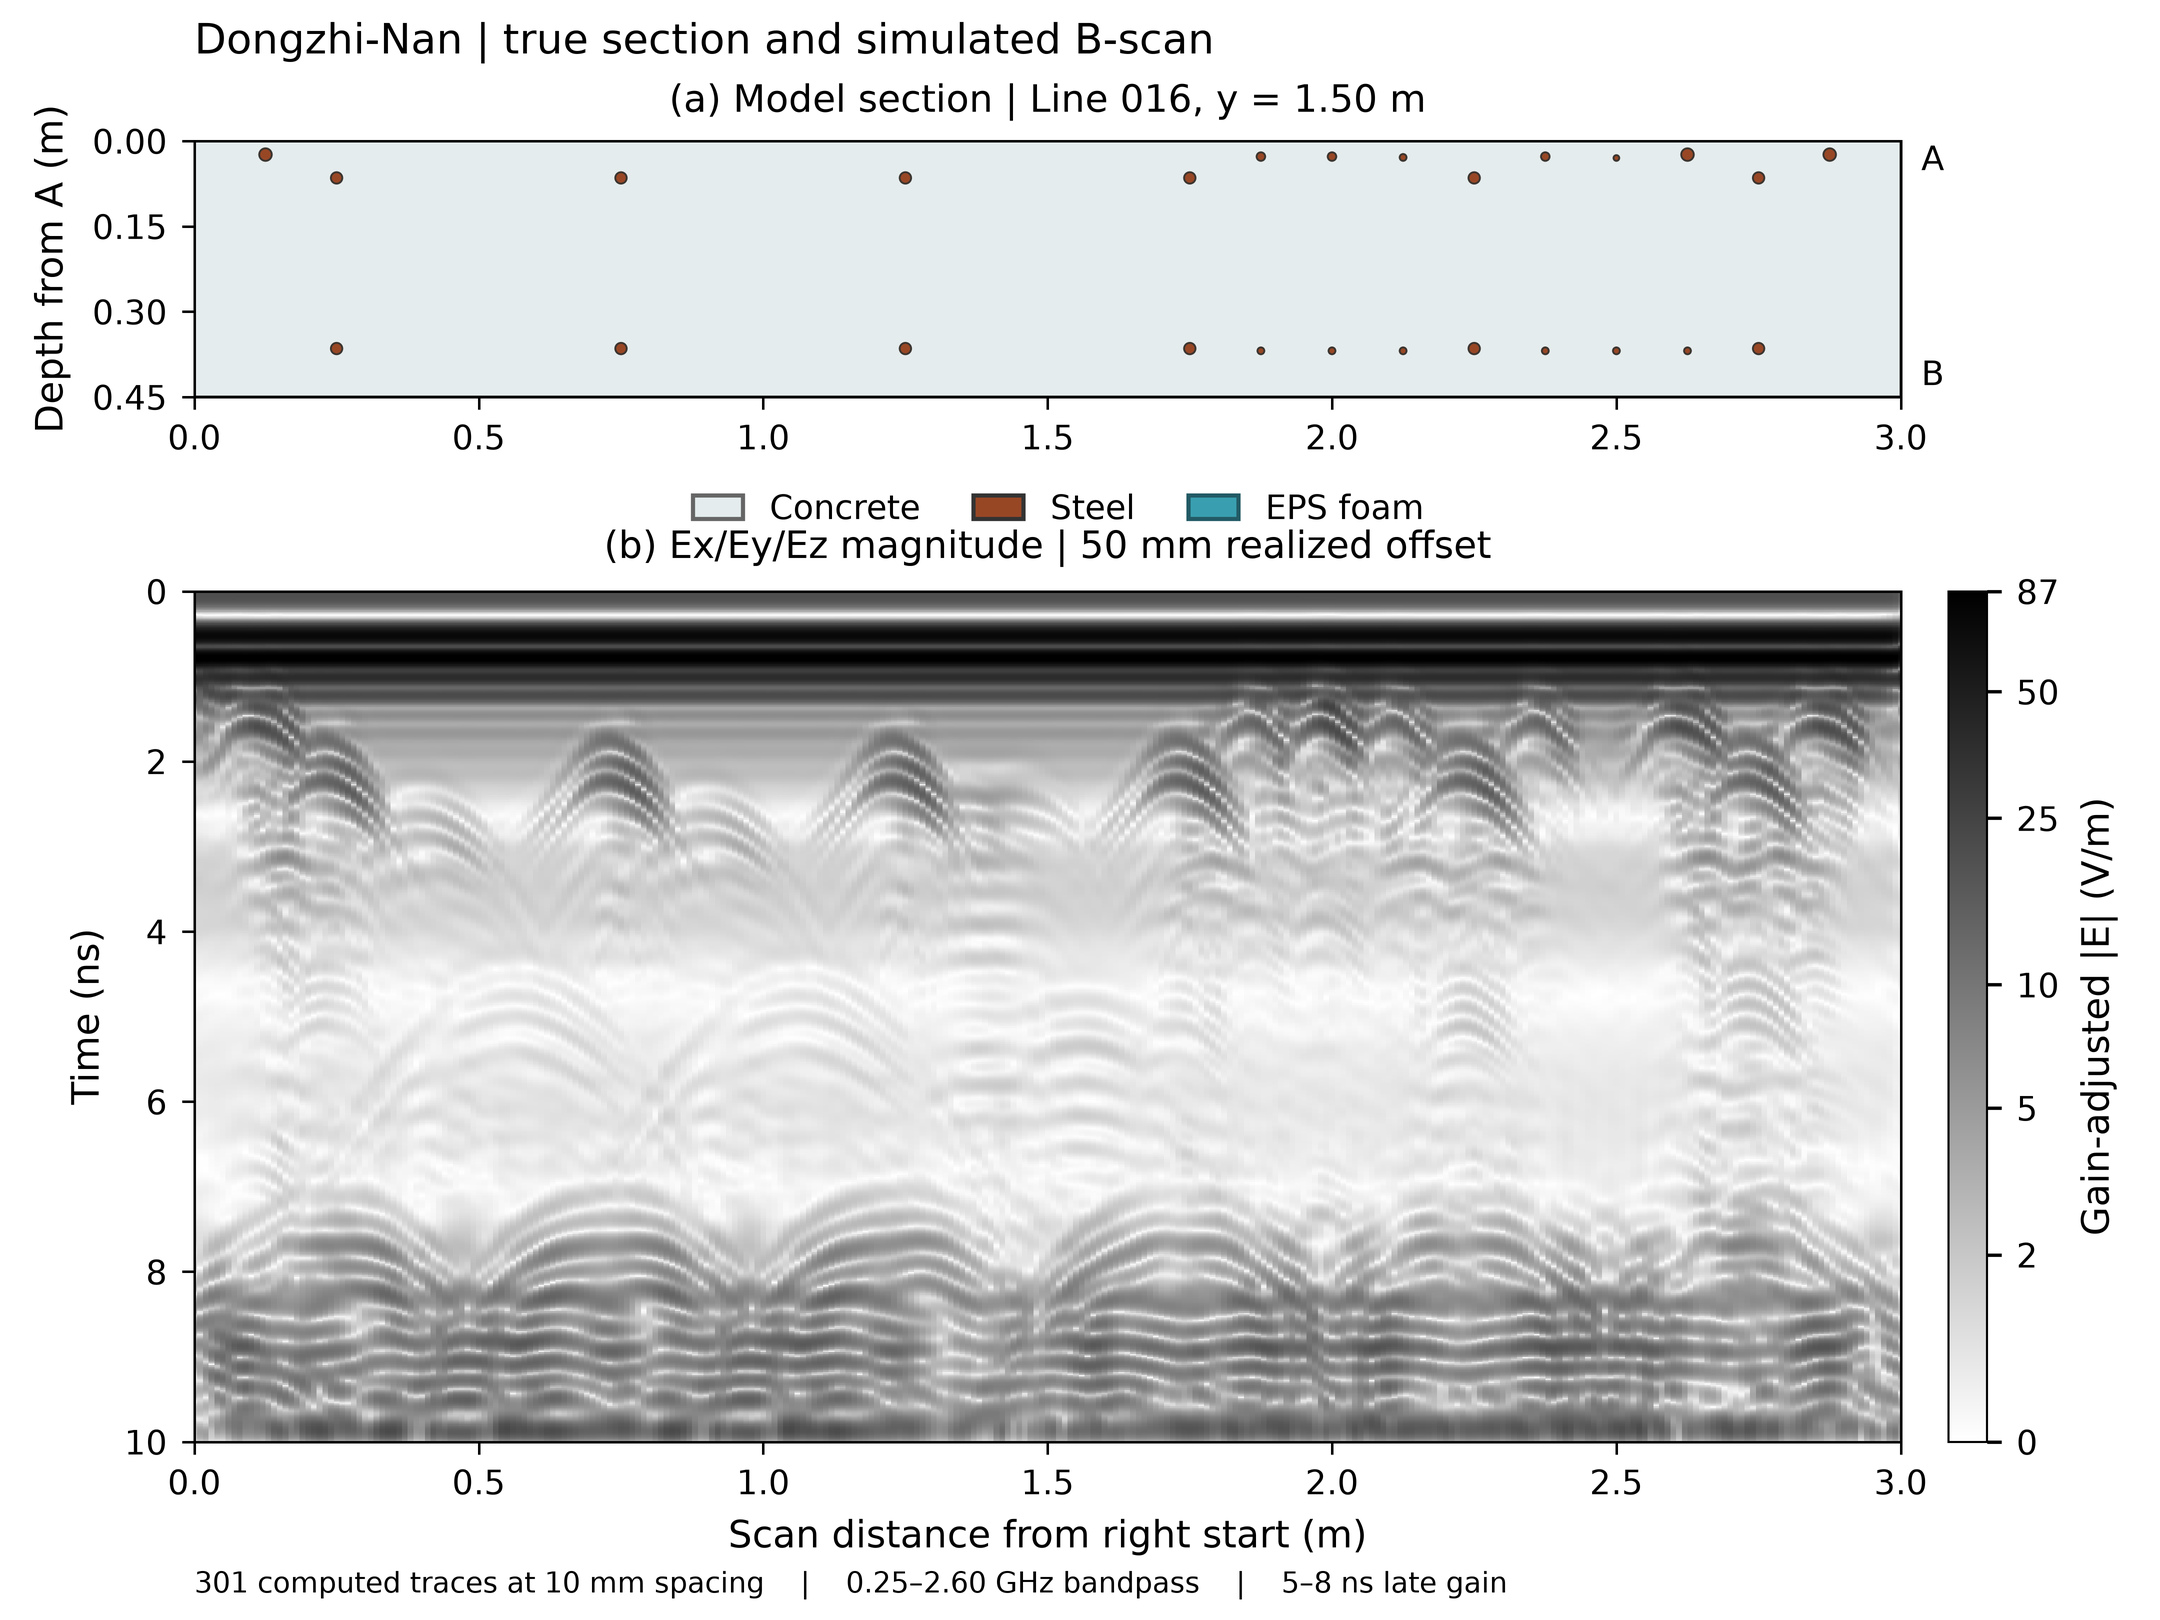 Dongzhi-Nan | true section and simulated B-scan
(a) Model section | Line 016, y = 1.50 m
Depth from A (m)
0.00
0.15
0.30
0.45
A
B
0.0 0.5 1.0 1.5 2.0 2.5 3.0
Concrete Steel EPS foam
(b) Ex/Ey/Ez magnitude | 50 mm realized offset
Time (ns)
0
2
4
6
8
10
0.0 0.5 1.0 1.5 2.0 2.5 3.0
Scan distance from right start (m)
87
50
25
10
5
2
0
Gain-adjusted |E| (V/m)
301 computed traces at 10 mm spacing | 0.25–2.60 GHz bandpass | 5–8 ns late gain